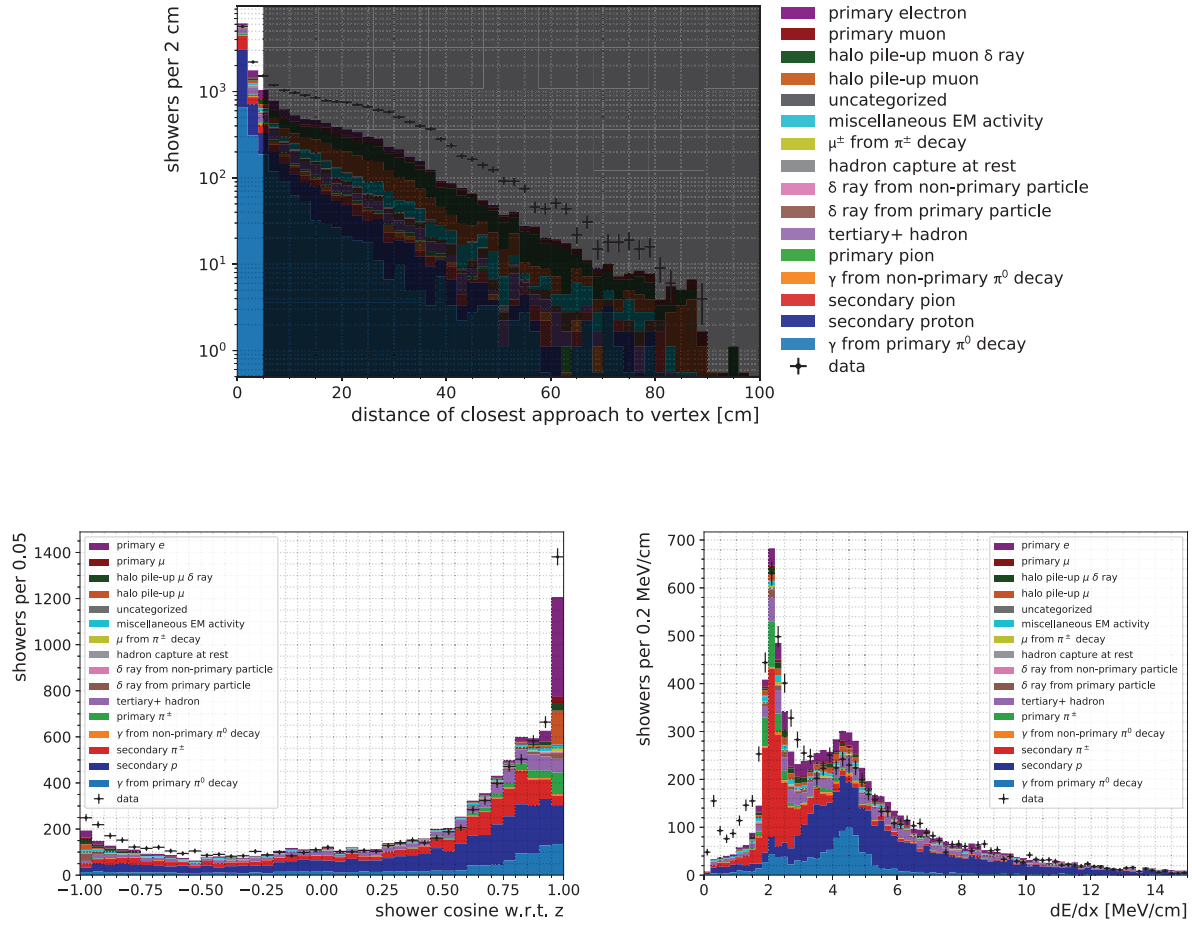 showers per 2 cm
10³
10²
10¹
10⁰
0 20 40 60 80 100
distance of closest approach to vertex [cm]
primary electron
primary muon
halo pile-up muon δ ray
halo pile-up muon
uncategorized
miscellaneous EM activity
μ± from π± decay
hadron capture at rest
δ ray from non-primary particle
δ ray from primary particle
tertiary+ hadron
primary pion
γ from non-primary π⁰ decay
secondary pion
secondary proton
γ from primary π⁰ decay
data
showers per 0.05
1400
1200
1000
800
600
400
200
0
−1.00 −0.75 −0.50 −0.25 0.00 0.25 0.50 0.75 1.00
shower cosine w.r.t. z
primary e
primary μ
halo pile-up μ δ ray
halo pile-up μ
uncategorized
miscellaneous EM activity
μ from π± decay
hadron capture at rest
δ ray from non-primary particle
δ ray from primary particle
tertiary+ hadron
primary π±
γ from non-primary π⁰ decay
secondary π±
secondary p
γ from primary π⁰ decay
data
showers per 0.2 MeV/cm
700
600
500
400
300
200
100
0
0 2 4 6 8 10 12 14
dE/dx [MeV/cm]
primary e
primary μ
halo pile-up μ δ ray
halo pile-up μ
uncategorized
miscellaneous EM activity
μ from π± decay
hadron capture at rest
δ ray from non-primary particle
δ ray from primary particle
tertiary+ hadron
primary π±
γ from non-primary π⁰ decay
secondary π±
secondary p
γ from primary π⁰ decay
data